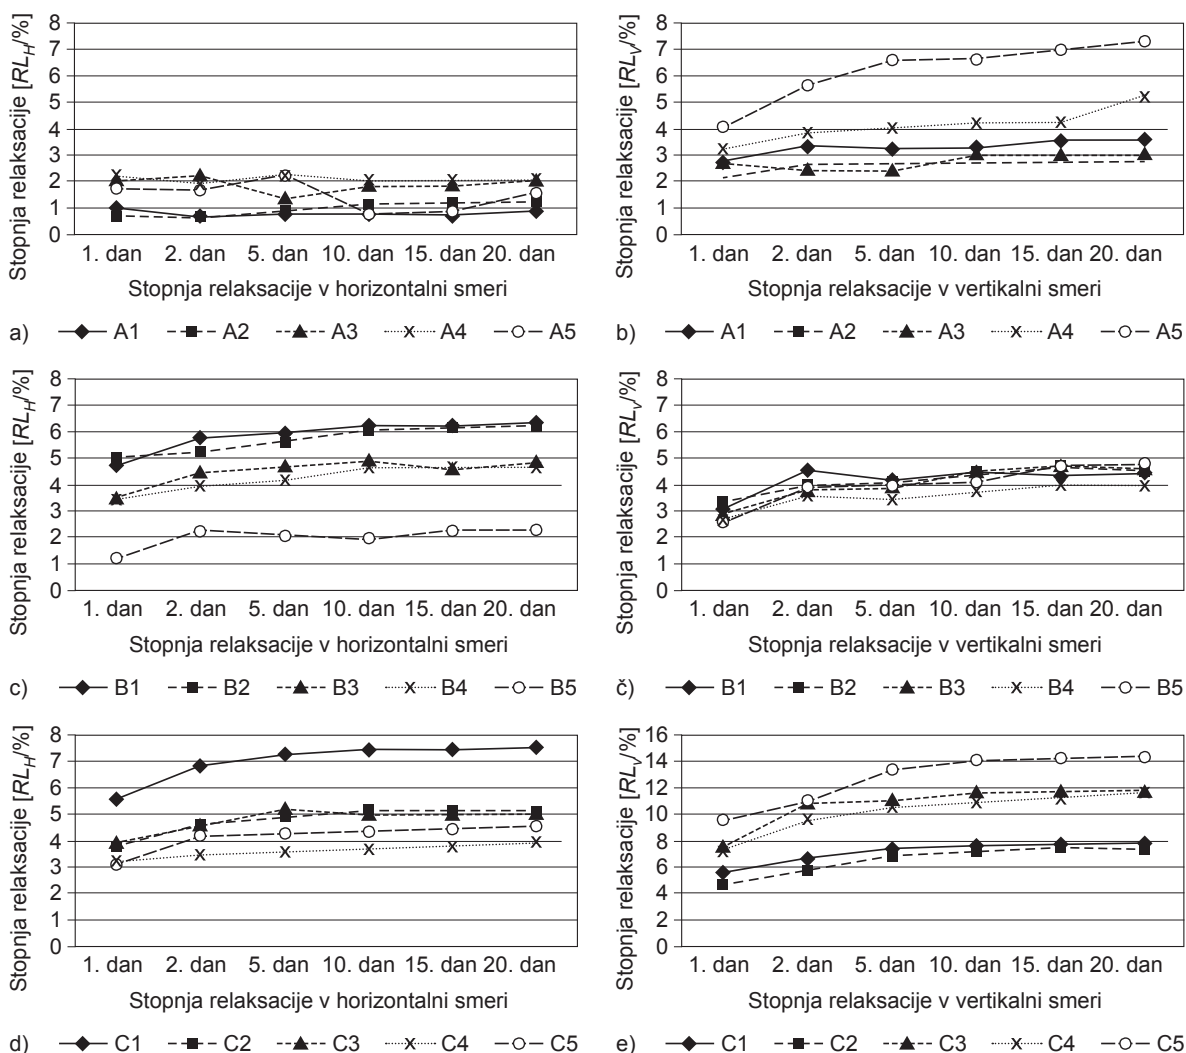 Stopnja relaksacije [RL_H/%]
8
7
6
5
4
3
2
1
0
1. dan 2. dan 5. dan 10. dan 15. dan 20. dan
Stopnja relaksacije v horizontalni smeri
a) A1 A2 A3 A4 A5
Stopnja relaksacije [RL_V/%]
8
7
6
5
4
3
2
1
0
1. dan 2. dan 5. dan 10. dan 15. dan 20. dan
Stopnja relaksacije v vertikalni smeri
b) A1 A2 A3 A4 A5
Stopnja relaksacije [RL_H/%]
8
7
6
5
4
3
2
1
0
1. dan 2. dan 5. dan 10. dan 15. dan 20. dan
Stopnja relaksacije v horizontalni smeri
c) B1 B2 B3 B4 B5
Stopnja relaksacije [RL_v/%]
8
7
6
5
4
3
2
1
0
1. dan 2. dan 5. dan 10. dan 15. dan 20. dan
Stopnja relaksacije v vertikalni smeri
č) B1 B2 B3 B4 B5
Stopnja relaksacije [RL_H/%]
8
7
6
5
4
3
2
1
0
1. dan 2. dan 5. dan 10. dan 15. dan 20. dan
Stopnja relaksacije v horizontalni smeri
d) C1 C2 C3 C4 C5
Stopnja relaksacije [RL_v/%]
16
14
12
10
8
6
4
2
0
1. dan 2. dan 5. dan 10. dan 15. dan 20. dan
Stopnja relaksacije v vertikalni smeri
e) C1 C2 C3 C4 C5